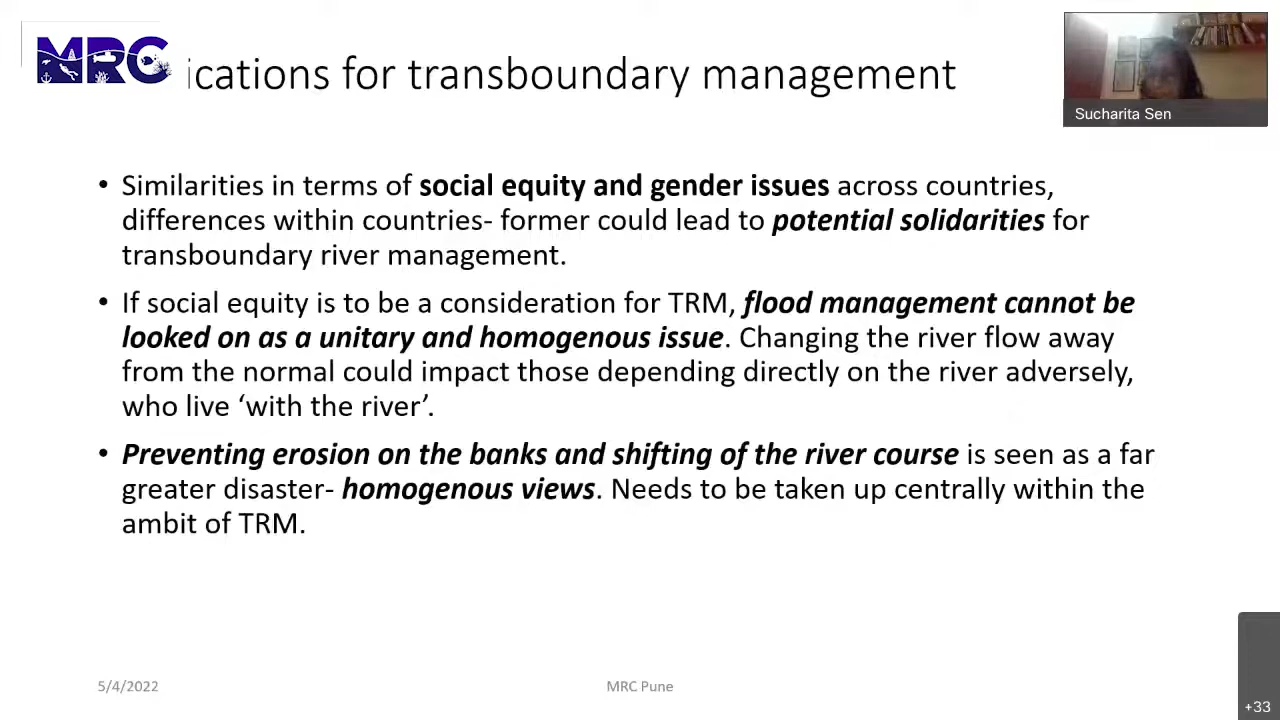 MRC
ications for transboundary management
Sucharita Sen
• Similarities in terms of social equity and gender issues across countries,
differences within countries- former could lead to potential solidarities for
transboundary river management.
• If social equity is to be a consideration for TRM, flood management cannot be
looked on as a unitary and homogenous issue. Changing the river flow away
from the normal could impact those depending directly on the river adversely,
who live ‘with the river’.
• Preventing erosion on the banks and shifting of the river course is seen as a far
greater disaster- homogenous views. Needs to be taken up centrally within the
ambit of TRM.
5/4/2022
MRC Pune
+33